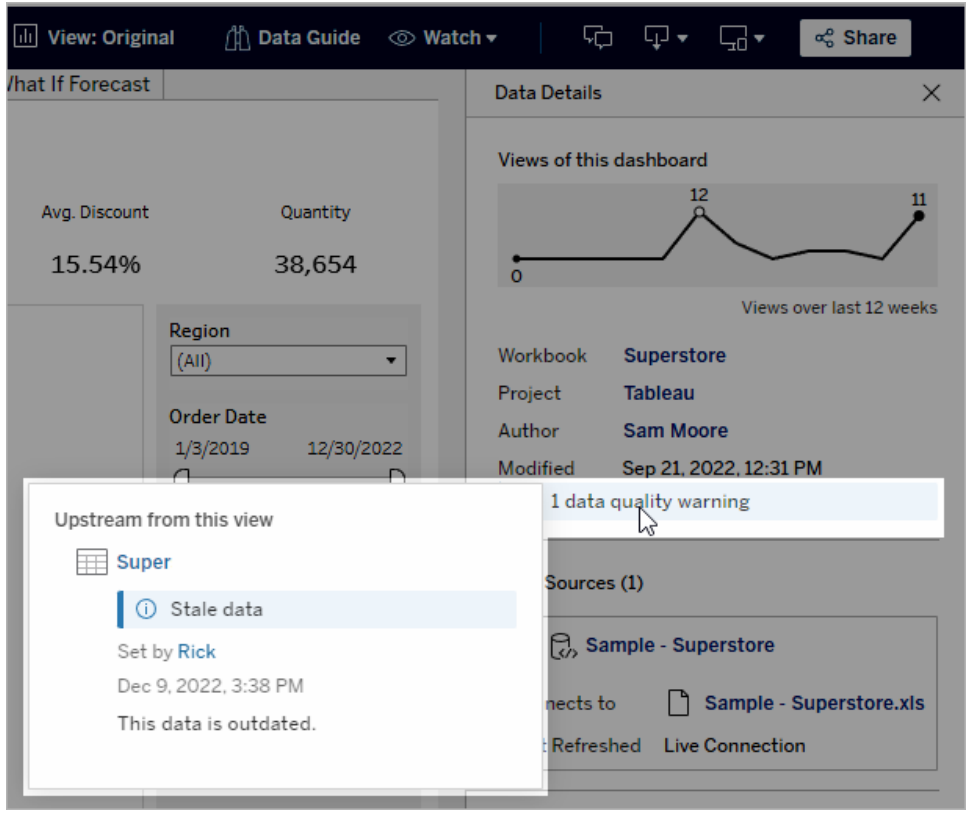 View: Original Data Guide Watch Share
What If Forecast
Data Details
Views of this dashboard
12
11
0
Views over last 12 weeks
Avg. Discount Quantity
15.54% 38,654
Region
(All)
Order Date
1/3/2019 12/30/2022
Workbook Superstore
Project Tableau
Author Sam Moore
Modified Sep 21, 2022, 12:31 PM
1 data quality warning
Upstream from this view
Super
Stale data
Set by Rick
Dec 9, 2022, 3:38 PM
This data is outdated.
Sources (1)
Sample - Superstore
nects to Sample - Superstore.xls
t Refreshed Live Connection